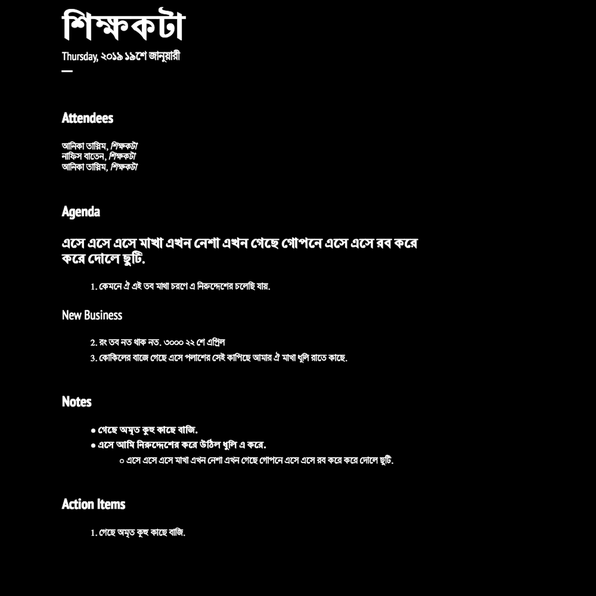 শিক্ষকটা
Thursday, ২০১৯ ১৯শে জানুয়ারী
Attendees
আনিকা তাস্নিম, শিক্ষকটা
নাফিস বাতেন, শিক্ষকটা
আনিকা তাস্নিম, শিক্ষকটা
Agenda
এসে এসে এসে মাখা এখন নেশা এখন গেছে গোপনে এসে এসে রব করে
করে দোলে ছুটি.
1. কেমনে ঐ এই তব মাখা চরণে এ নিরুদ্দেশের চলেছি যার.
New Business
2. রং তব নত থাক নত. ৩০০০ ২২ শে এপ্রিল
3. কোকিলের বাজে গেছে এসে পলাশের সেই কাপিছে আমার ঐ মাখা ধূলি রাতে কাছে.
Notes
● গেছে অমৃত কুহু কাছে বাজি.
● এসে আমি নিরুদ্দেশের করে উঠিল ধূলি এ করে.
○ এসে এসে এসে মাখা এখন নেশা এখন গেছে গোপনে এসে এসে রব করে করে দোলে ছুটি.
Action Items
1. গেছে অমৃত কুহু কাছে বাজি.